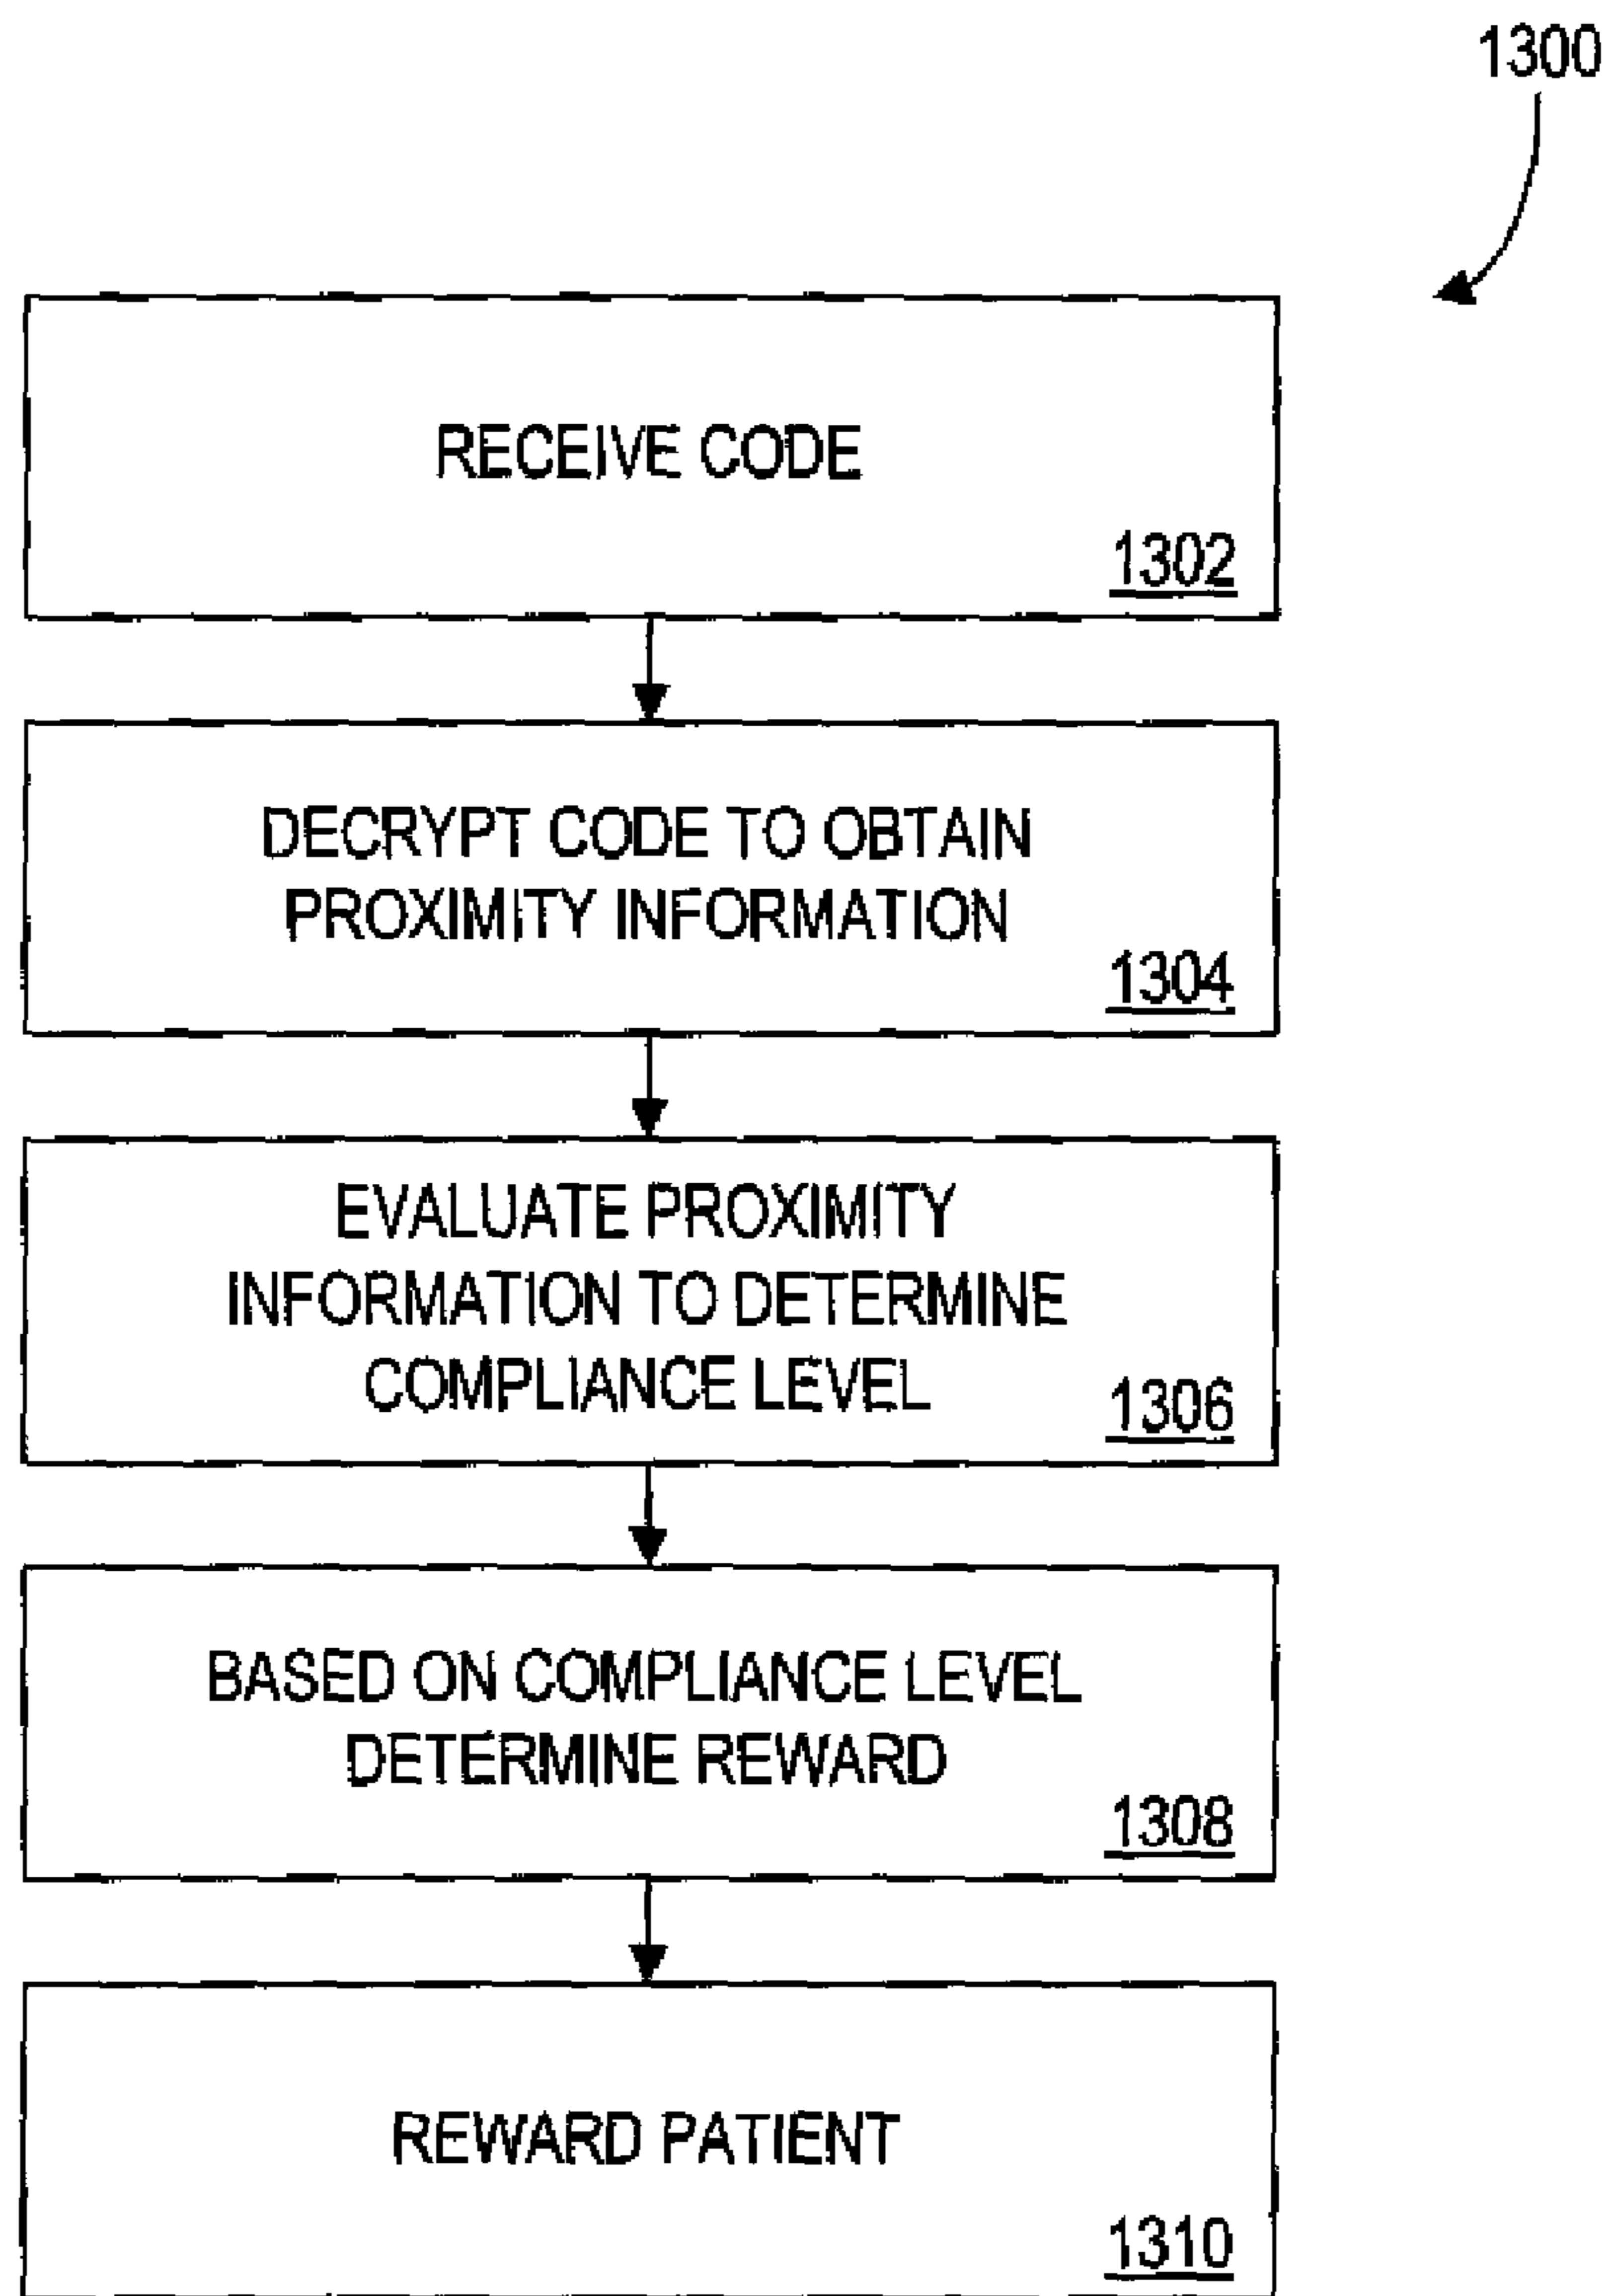 1300
RECEIVE CODE
1302
DECRYPT CODE TO OBTAIN
PROXIMITY INFORMATION
1304
EVALUATE PROXIMITY
INFORMATION TO DETERMINE
COMPLIANCE LEVEL
1306
BASED ON COMPLIANCE LEVEL
DETERMINE REWARD
1308
REWARD PATIENT
1310